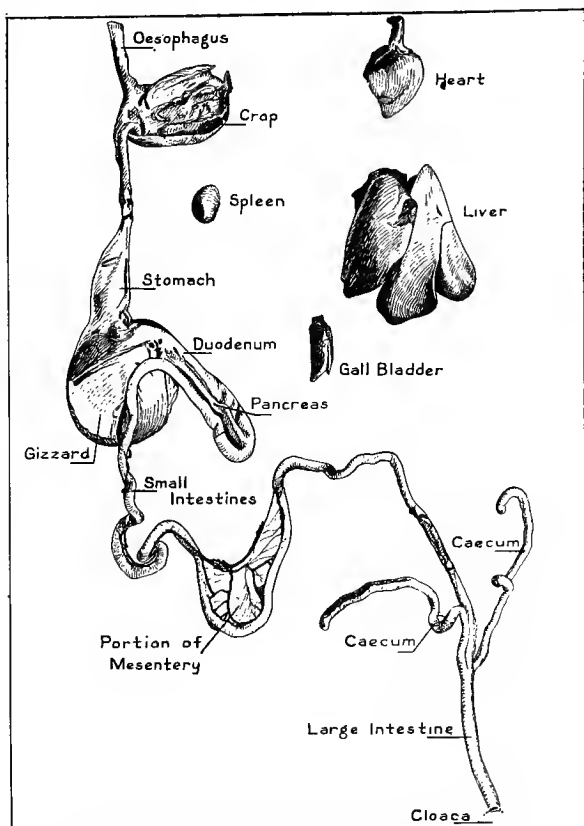 Oesophagus
Heart
Crop
Spleen
Liver
Stomach
Duodenum
Gall Bladder
Pancreas
Gizzard
Small
Intestines
Caecum
Portion of
Mesentery
Caecum
Large Intestine
Cloaca